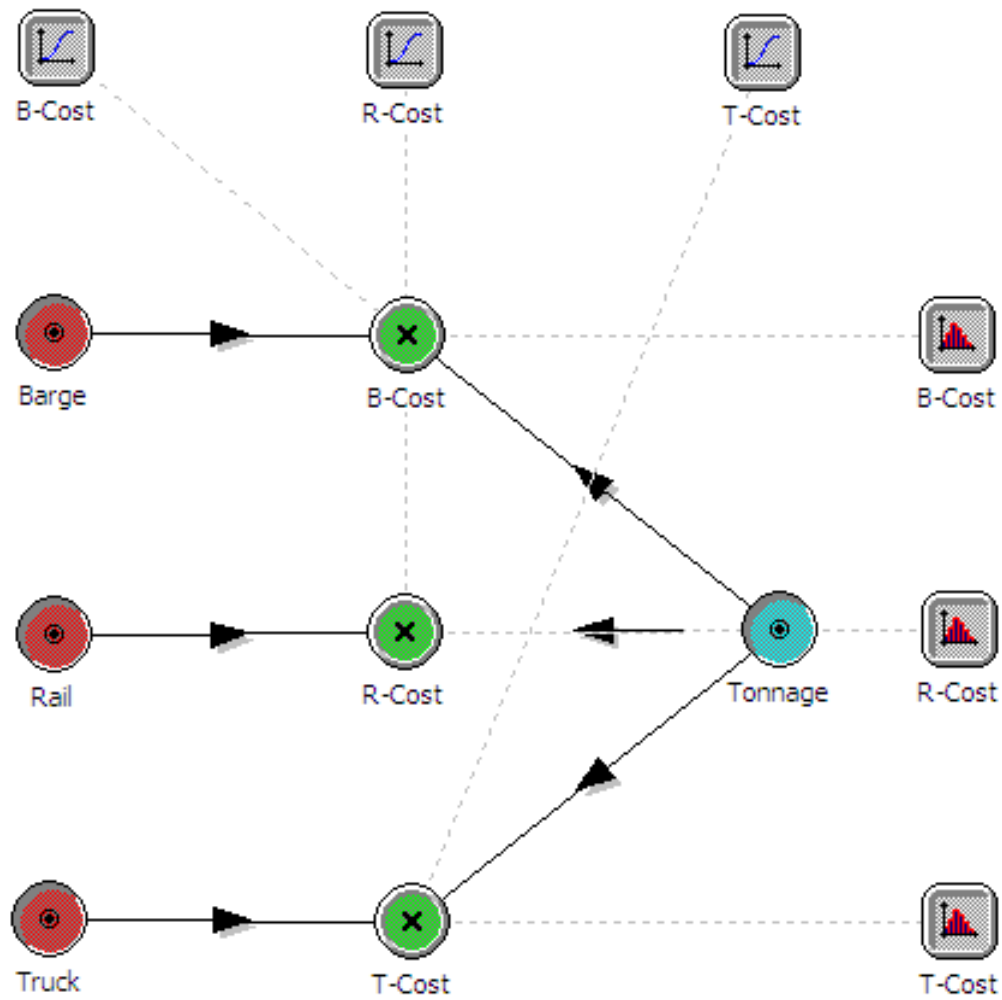 B-Cost
R-Cost
T-Cost
Barge
B-Cost
B-Cost
Rail
R-Cost
Tonnage
R-Cost
Truck
T-Cost
T-Cost